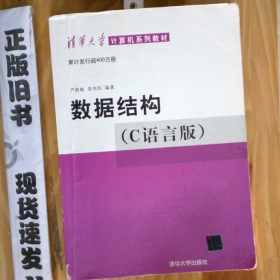 正版旧书
现货速发
清华大学 计算机系列教材
累计发行超400万册
严蔚敏 吴伟民 编著
数据结构
(C语言版)
清华大学出版社